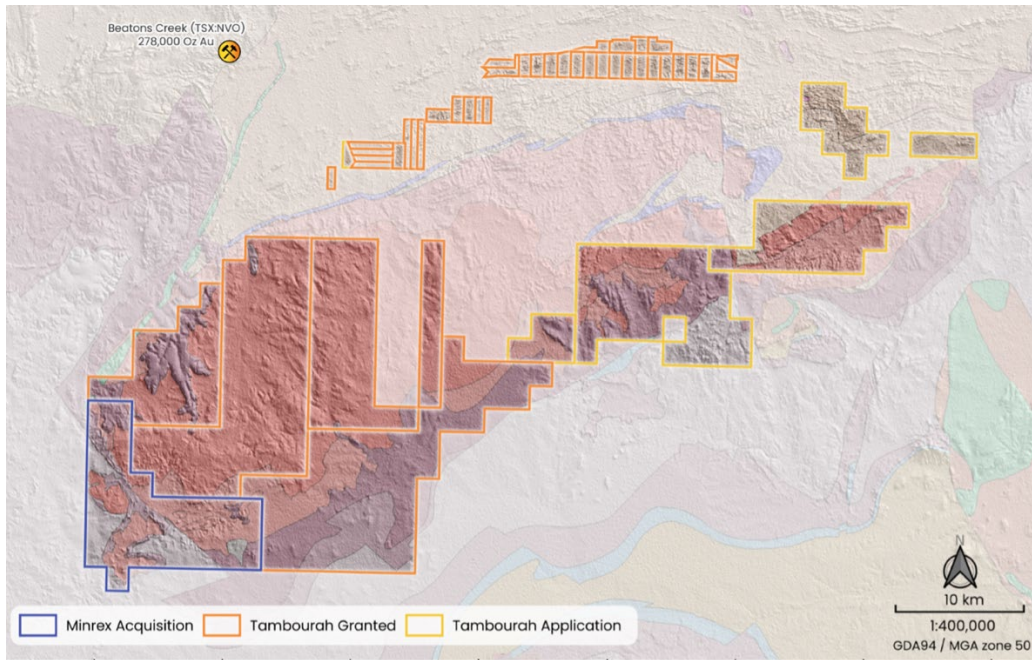 Beatons Creek (TSX:NVO)
278,000 Oz Au
N
10 km
1:400,000
GDA94 / MGA zone 50
Minrex Acquisition
Tambourah Granted
Tambourah Application